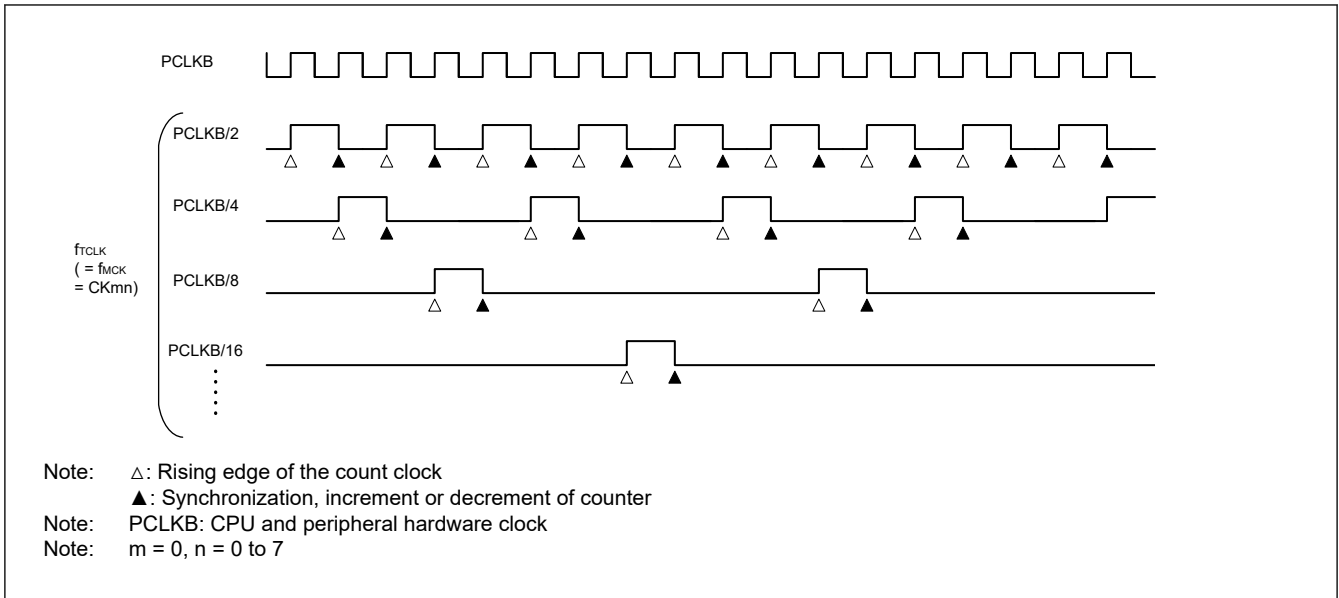 PCLKB
PCLKB/2
PCLKB/4
fTCLK
( = fMCK
= CKmn)
PCLKB/8
PCLKB/16
Note: △: Rising edge of the count clock
▲: Synchronization, increment or decrement of counter
Note: PCLKB: CPU and peripheral hardware clock
Note: m = 0, n = 0 to 7